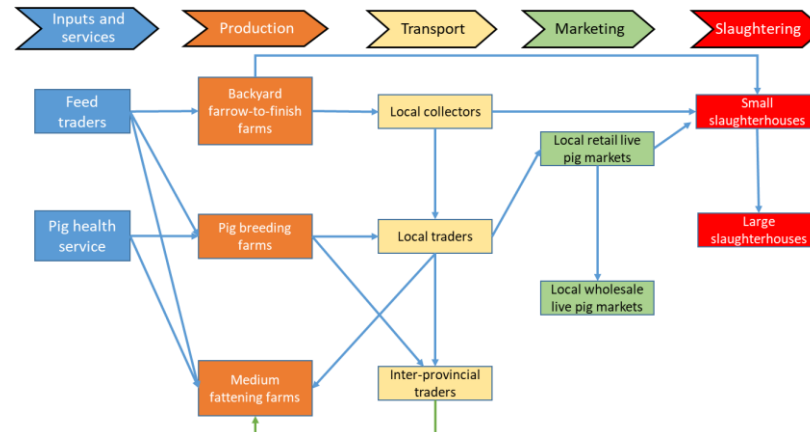 Inputs and
services
Production
Transport
Marketing
Slaughtering
Feed
traders
Backyard
farrow-to-finish
farms
Local collectors
Small
slaughterhouses
Local retail live
pig markets
Pig health
service
Pig breeding
farms
Local traders
Large
slaughterhouses
Local wholesale
live pig markets
Medium
fattening farms
Inter-provincial
traders